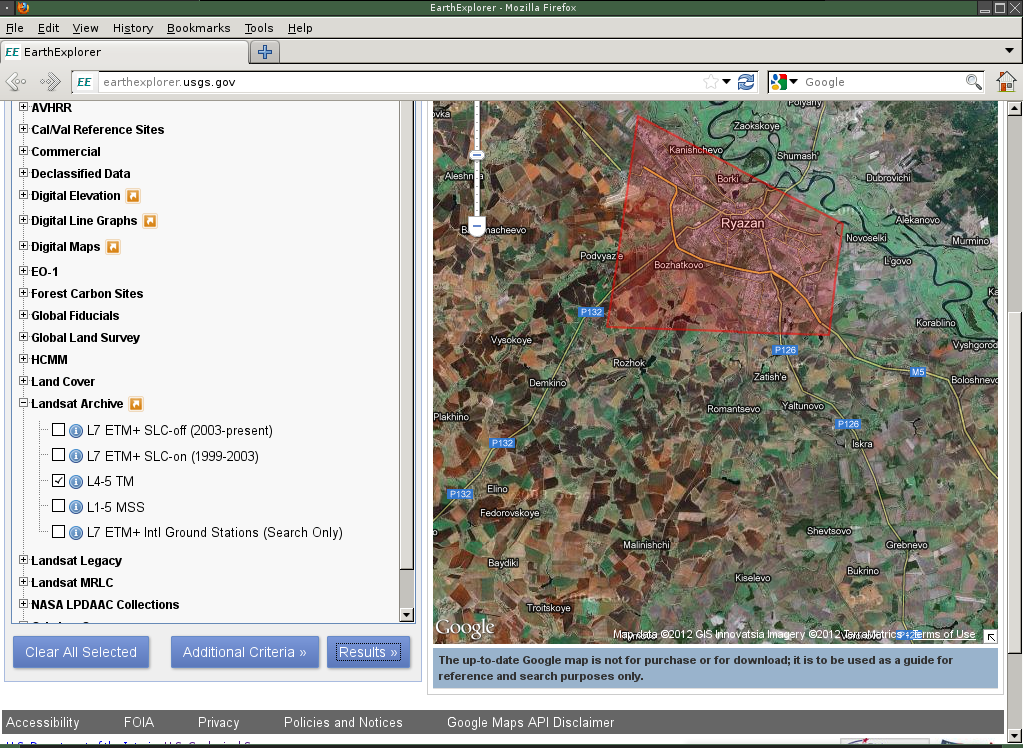 EarthExplorer - Mozilla Firefox
File Edit View History Bookmarks Tools Help
EE EarthExplorer
EE earthexplorer.usgs.gov
Google
AVHRR
Cal/Val Reference Sites
Commercial
Declassified Data
Digital Elevation
Digital Line Graphs
Digital Maps
EO-1
Forest Carbon Sites
Global Fiducials
Global Land Survey
HCMM
Land Cover
Landsat Archive
L7 ETM+ SLC-off (2003-present)
L7 ETM+ SLC-on (1999-2003)
L4-5 TM
L1-5 MSS
L7 ETM+ Intl Ground Stations (Search Only)
Landsat Legacy
Landsat MRLC
NASA LPDAAC Collections
Clear All Selected
Additional Criteria »
Results »
Polyany
Zaokskoye
Kanishchevo
Shumash'
Borki
Dubrovichi
Ryazan
Alekanovo
Novoselki
Murmino
Podvyaz'e
Bozhatkovo
L'govo
P132
Korablino
Vysokoye
P126
Vyshgorod
Rozhok
M5
Demkino
Zatish'e
Boloshnevo
Romantsevo
Yaltunovo
Plakhino
P126
P132
Iskra
Elino
P132
Fedorovskoye
Shevtsovo
Malinishchi
Grebnevo
Baydiki
Bukrino
Kiselevo
Troitskoye
Google
Map data ©2012 GIS Innovatsia Imagery ©2012 TerraMetrics
Terms of Use
The up-to-date Google map is not for purchase or for download; it is to be used as a guide for
reference and search purposes only.
Accessibility FOIA Privacy Policies and Notices Google Maps API Disclaimer